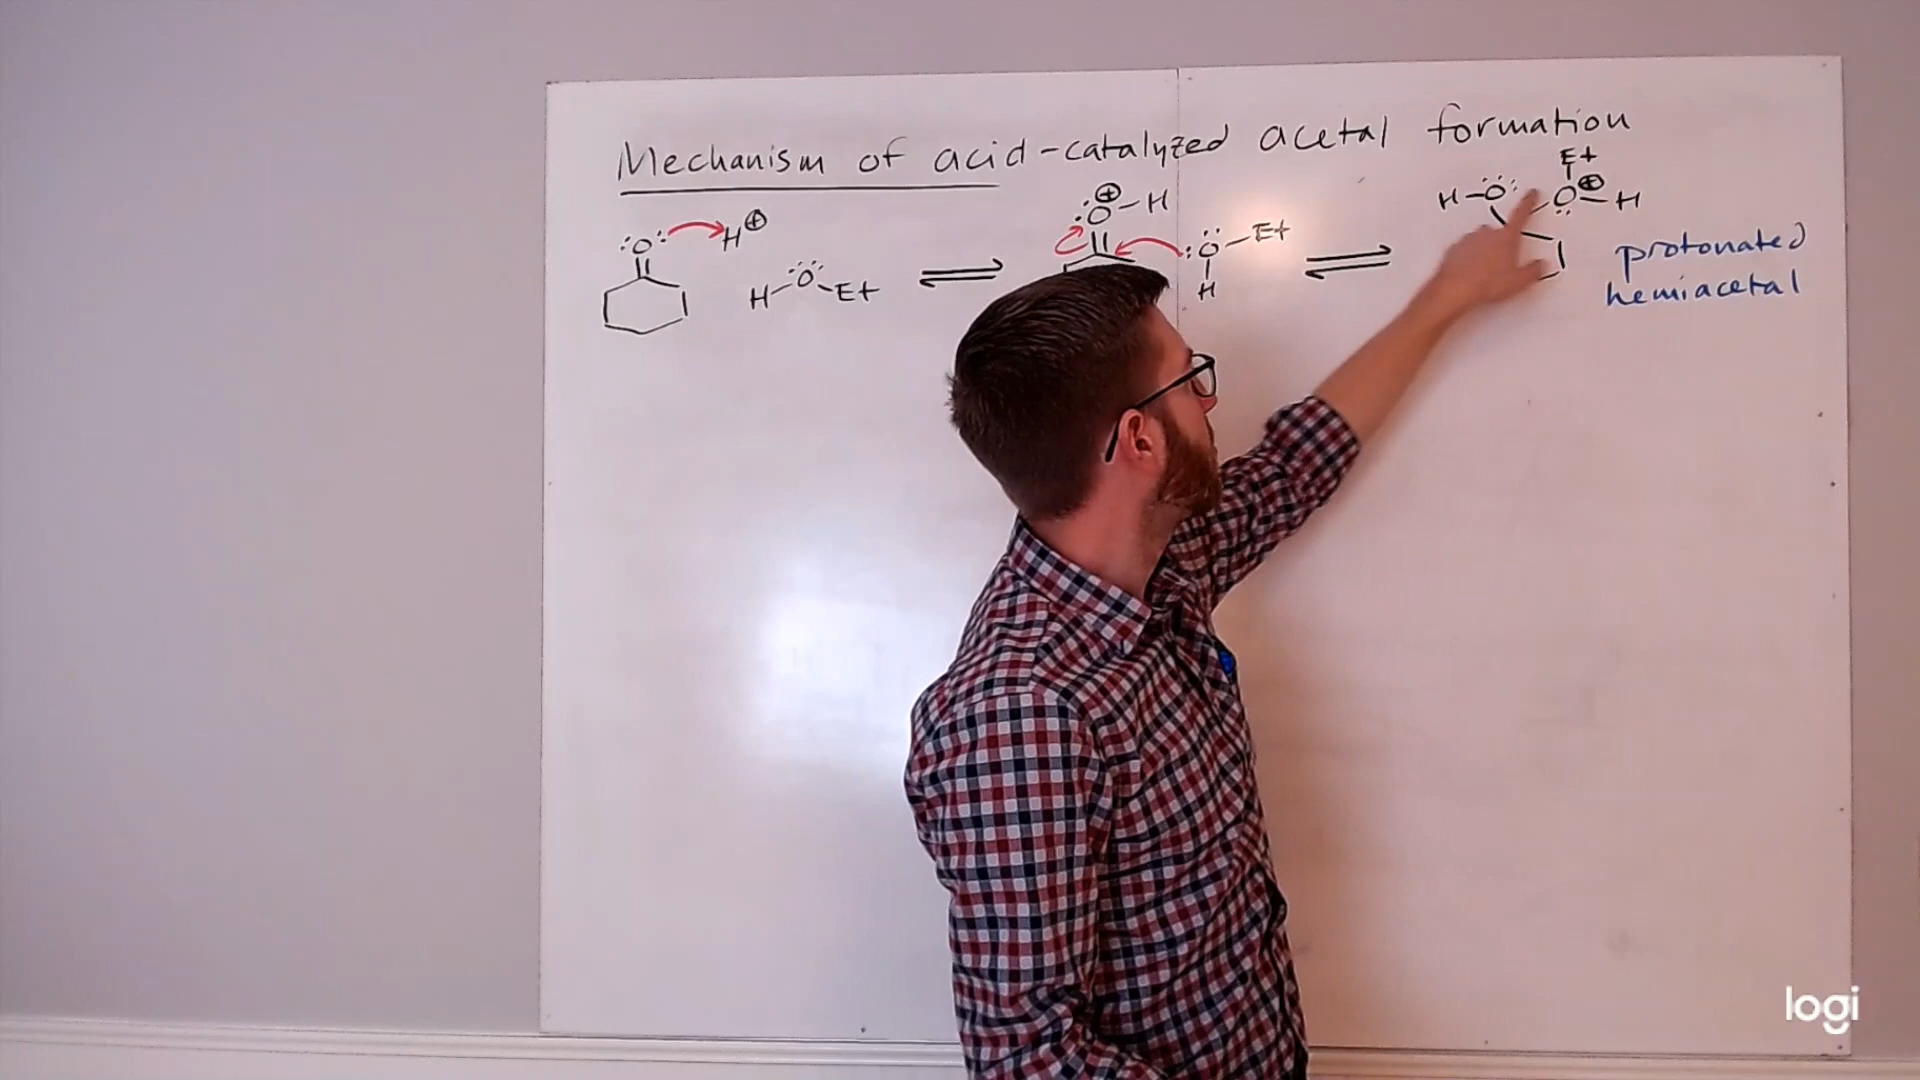 Mechanism of acid-catalyzed acetal formation
:O: H⊕
H-O-Et
:O-H ⊕
:O-Et
H
H-O:
Et
O⊕-H
protonated
hemiacetal
logi